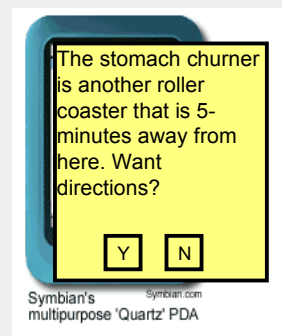 The stomach churner
is another roller
coaster that is 5-
minutes away from
here. Want
directions?
Y N
Symbian's Symbian.com
multipurpose 'Quartz' PDA